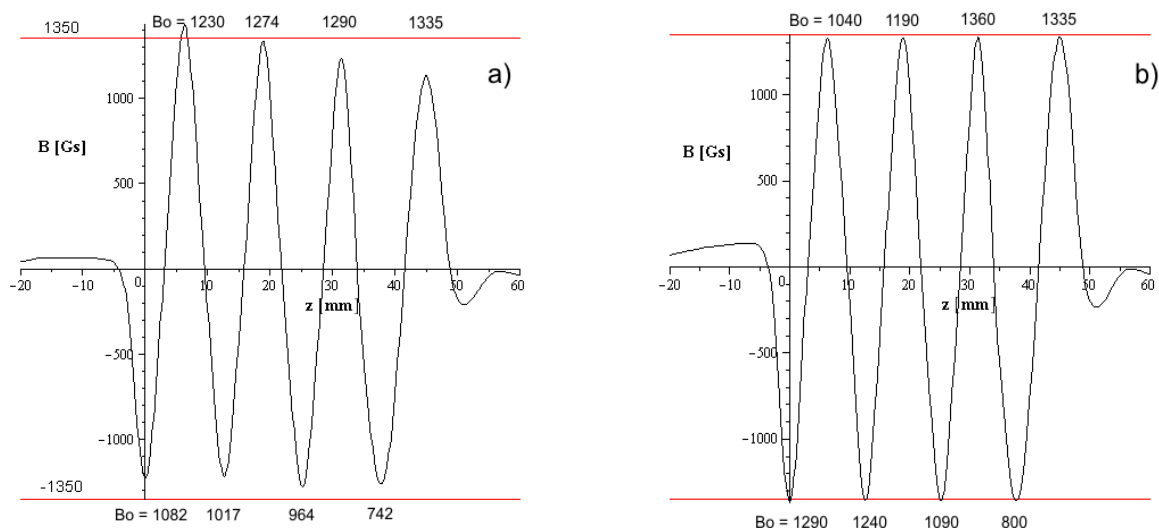 Bo = 1230 1274 1290 1335
1350
a)
1000
B [Gs]
500
−20 −10 0 10 20 30 40 50 60
z [mm]
−500
−1000
-1350
Bo = 1082 1017 964 742
Bo = 1040 1190 1360 1335
b)
1000
B [Gs]
500
−20 −10 0 10 20 30 40 50 60
z [mm]
−500
−1000
Bo = 1290 1240 1090 800